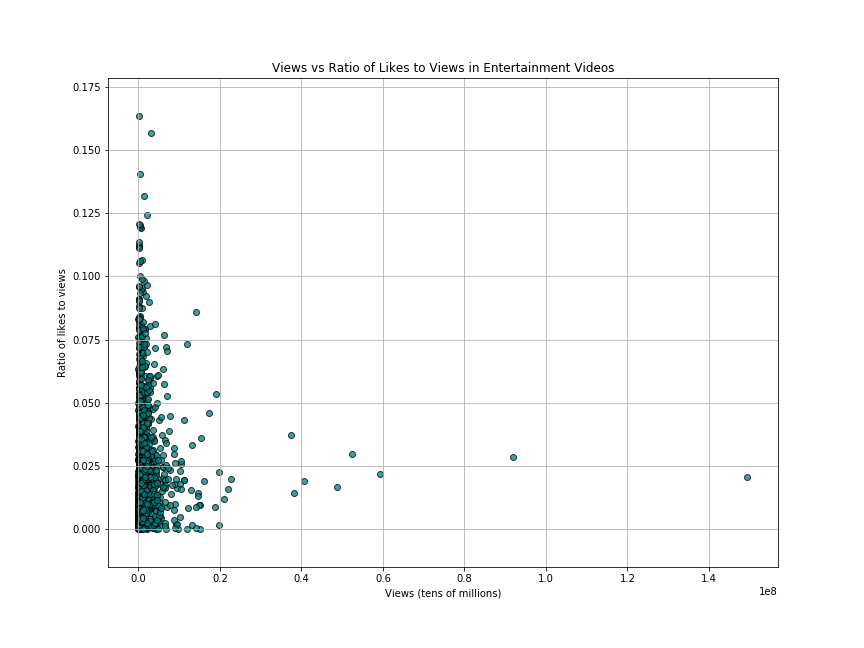 Views vs Ratio of Likes to Views in Entertainment Videos
0.175
0.150
0.125
0.100
0.075
0.050
0.025
0.000
Ratio of likes to views
0.0 0.2 0.4 0.6 0.8 1.0 1.2 1.4
1e8
Views (tens of millions)